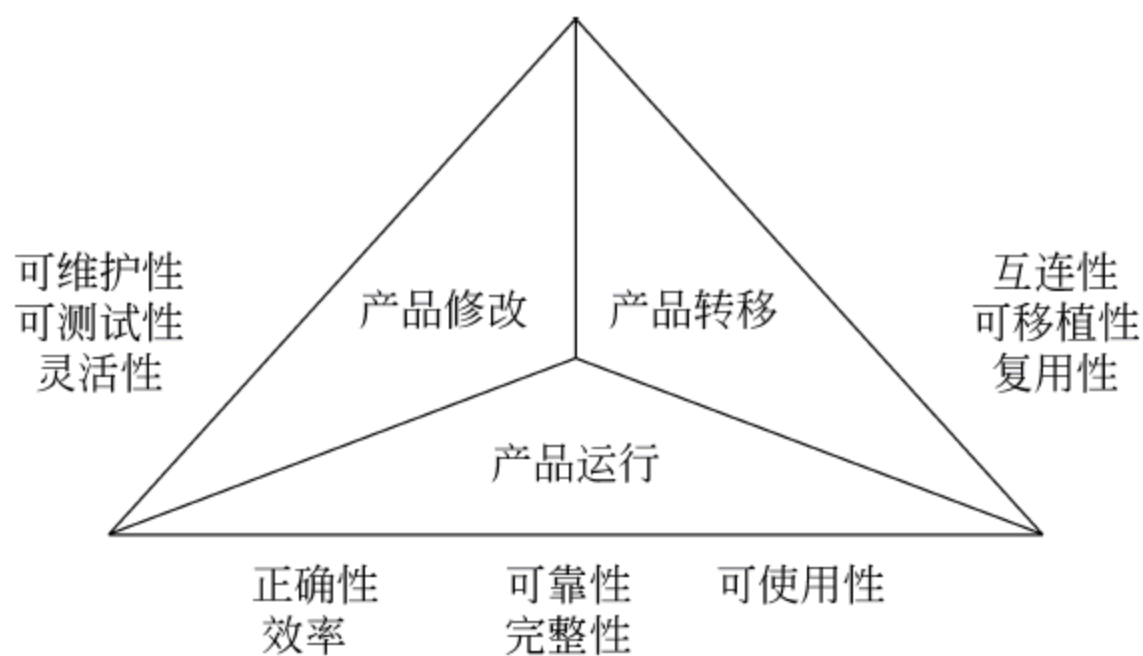 可维护性
可测试性
灵活性
产品修改
产品转移
互连性
可移植性
复用性
产品运行
正确性 可靠性 可使用性
效率 完整性